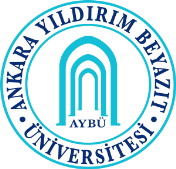 ANKARA YILDIRIM BEYAZIT
AYBÜ
• ÜNİVERSİTESİ •